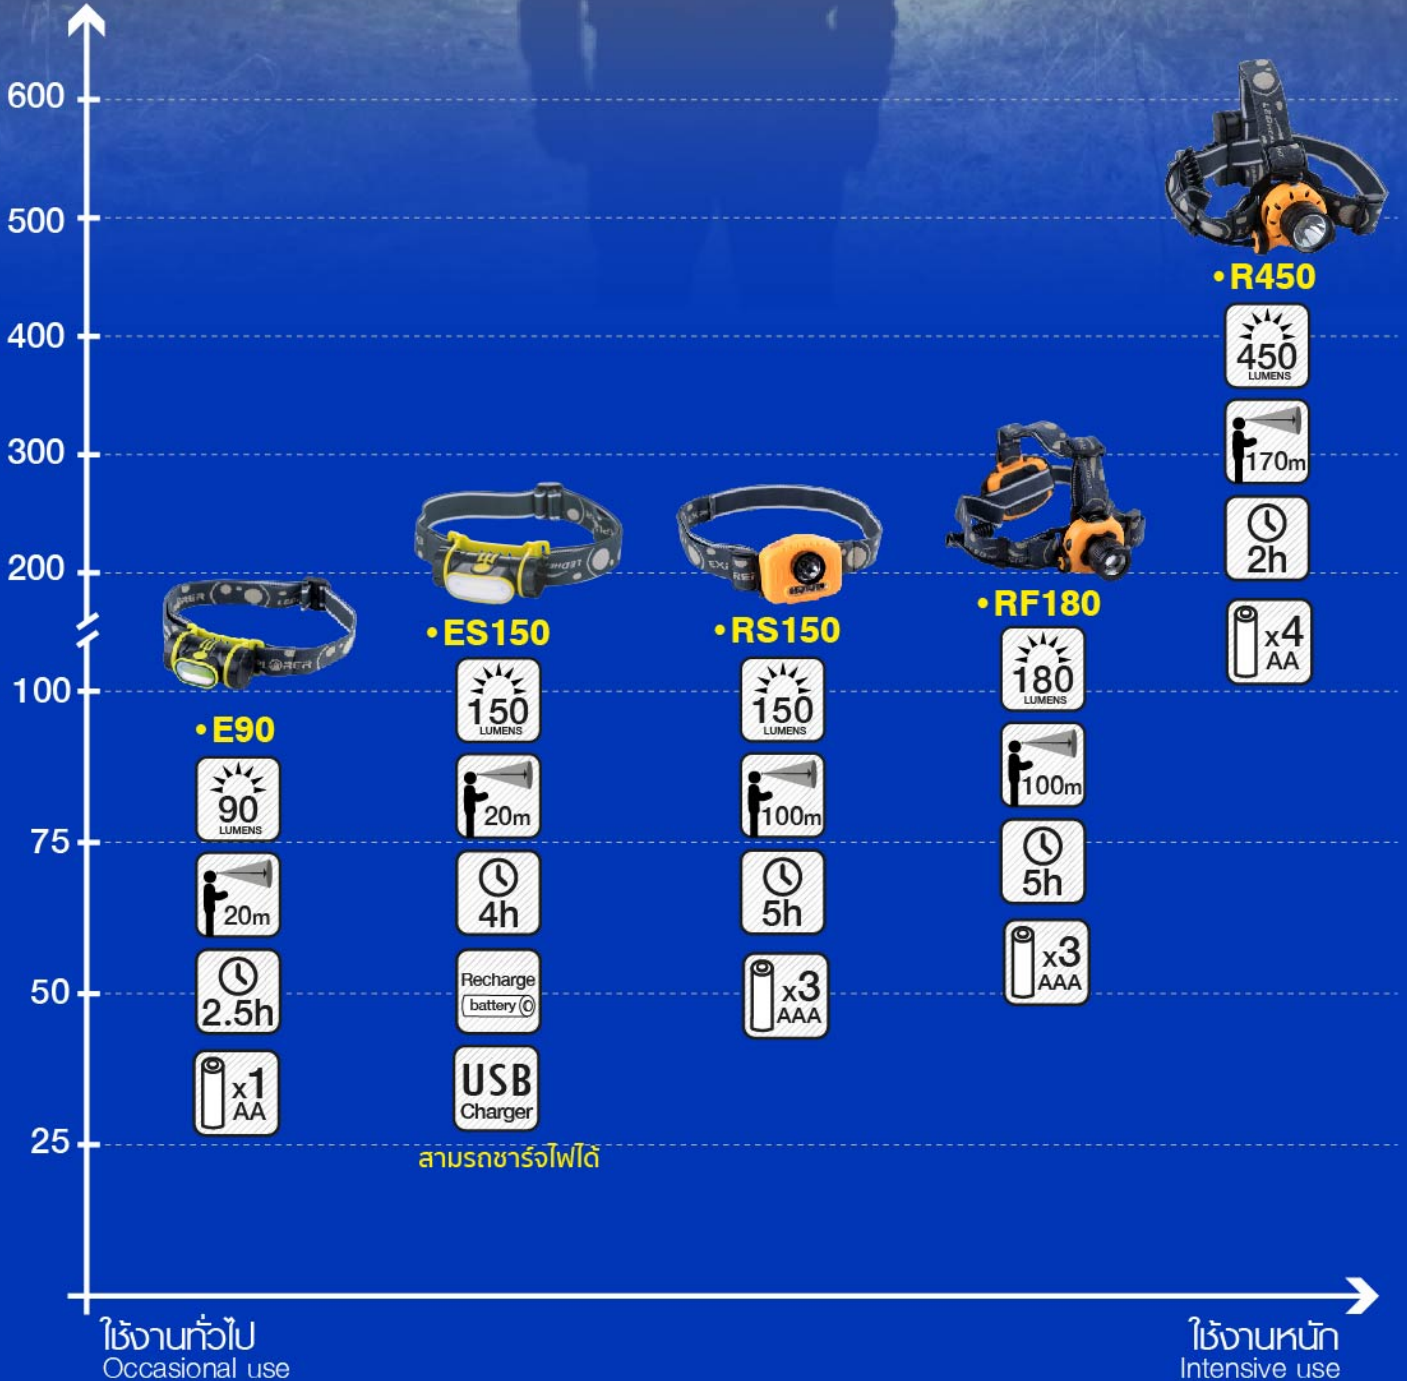 600
500
400
300
200
100
75
50
25
•R450
450
LUMENS
170m
2h
x4
AA
•RF180
180
LUMENS
100m
5h
x3
AAA
•RS150
150
LUMENS
100m
5h
x3
AAA
•ES150
150
LUMENS
20m
4h
Recharge
battery
USB
Charger
สามรถชาร์จไฟได้
•E90
90
LUMENS
20m
2.5h
x1
AA
ใช้งานทั่วไป
Occasional use
ใช้งานหนัก
Intensive use